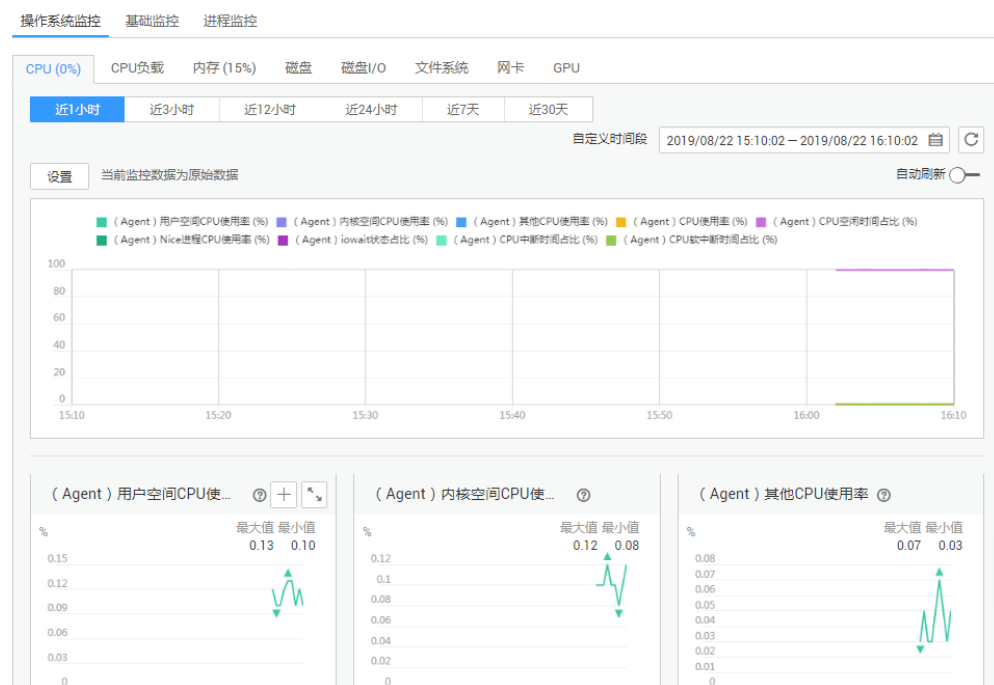 操作系统监控 基础监控 进程监控
CPU (0%) CPU负载 内存 (15%) 磁盘 磁盘I/O 文件系统 网卡 GPU
近1小时 近3小时 近12小时 近24小时 近7天 近30天
自定义时间段 2019/08/22 15:10:02 — 2019/08/22 16:10:02
设置 当前监控数据为原始数据 自动刷新
（Agent）用户空间CPU使用率 (%) （Agent）内核空间CPU使用率 (%) （Agent）其他CPU使用率 (%) （Agent）CPU使用率 (%) （Agent）CPU空闲时间占比 (%)
（Agent）Nice进程CPU使用率 (%) （Agent）iowait状态占比 (%) （Agent）CPU中断时间占比 (%) （Agent）CPU软中断时间占比 (%)
100
80
60
40
20
0
15:10 15:20 15:30 15:40 15:50 16:00 16:10
（Agent）用户空间CPU使...
%
最大值 最小值
0.13 0.10
0.15
0.12
0.09
0.06
0.03
0
（Agent）内核空间CPU使...
%
最大值 最小值
0.12 0.08
0.12
0.1
0.08
0.06
0.04
0.02
0
（Agent）其他CPU使用率
%
最大值 最小值
0.07 0.03
0.08
0.07
0.06
0.05
0.04
0.03
0.02
0.01
0